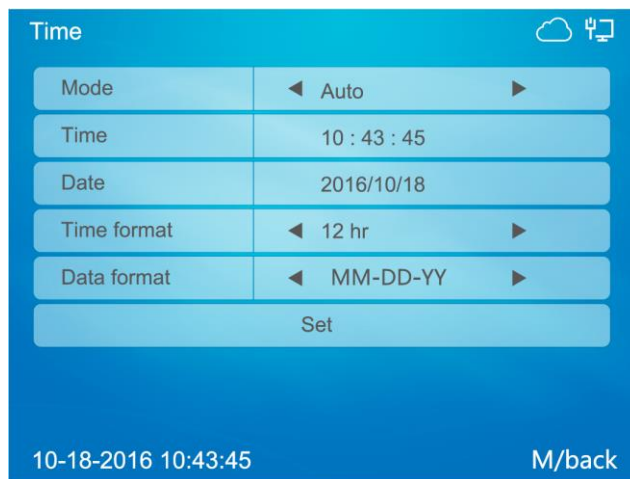 Time
Mode Auto
Time 10 : 43 : 45
Date 2016/10/18
Time format 12 hr
Data format MM-DD-YY
Set
10-18-2016 10:43:45 M/back